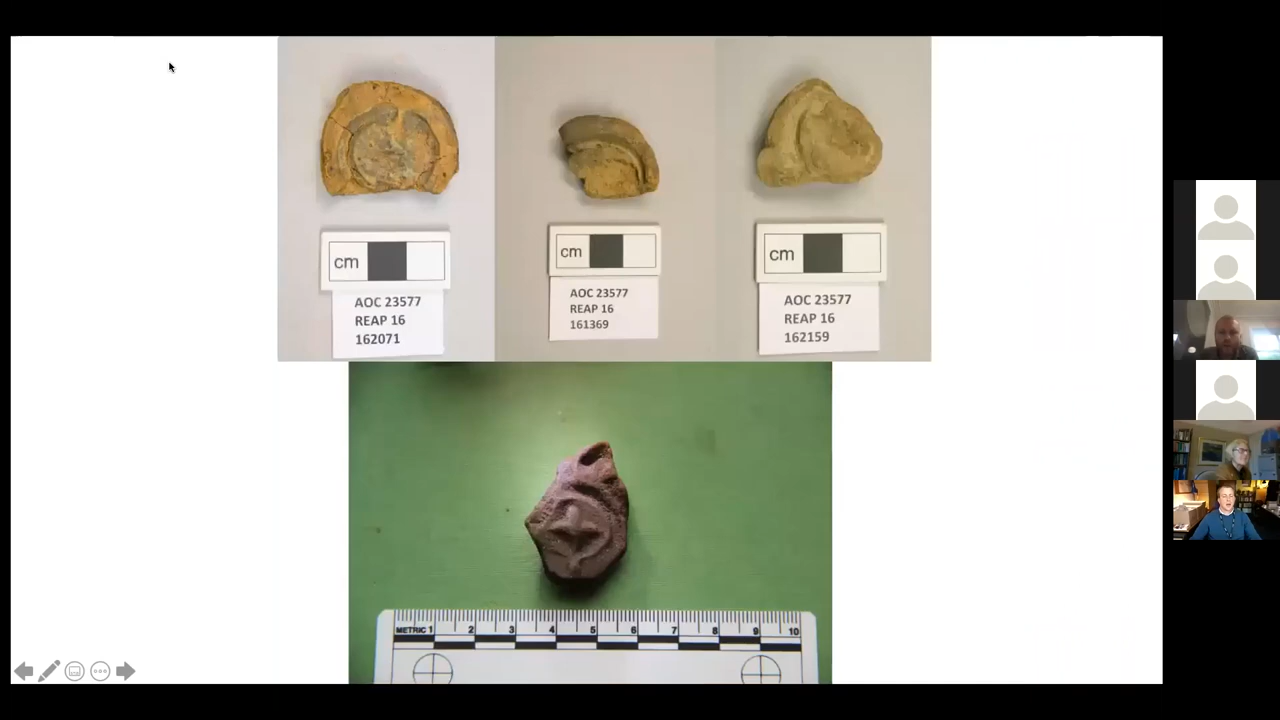 cm
AOC 23577
REAP 16
162071
cm
AOC 23577
REAP 16
161369
cm
AOC 23577
REAP 16
162159
METRIC 1 2 3 4 5 6 7 8 9 10